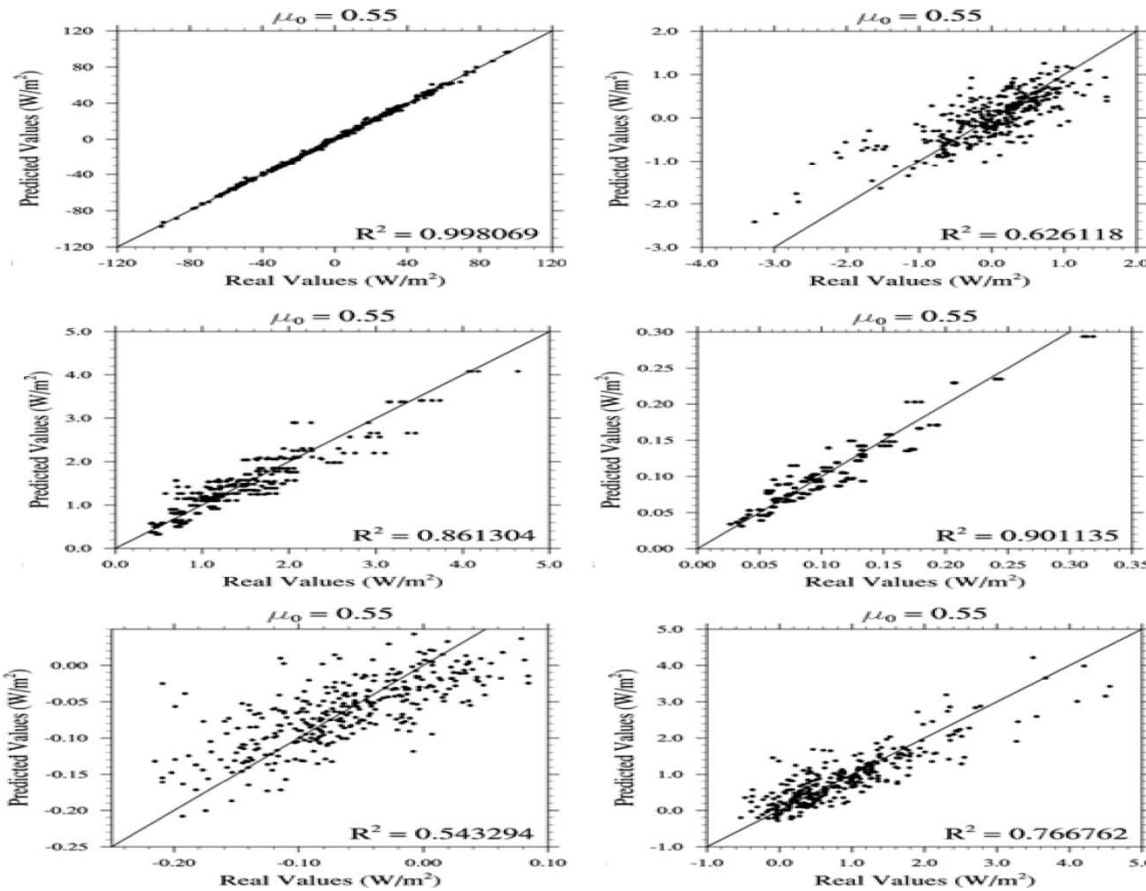 μ₀ = 0.55
Predicted Values (W/m²)
120
80
40
0
-40
-80
-120
R² = 0.998069
-120 -80 -40 0 40 80 120
Real Values (W/m²)
μ₀ = 0.55
Predicted Values (W/m²)
2.0
1.0
0.0
-1.0
-2.0
-3.0
R² = 0.626118
-4.0 -3.0 -2.0 -1.0 0.0 1.0 2.0
Real Values (W/m²)
μ₀ = 0.55
Predicted Values (W/m²)
5.0
4.0
3.0
2.0
1.0
0.0
R² = 0.861304
0.0 1.0 2.0 3.0 4.0 5.0
Real Values (W/m²)
μ₀ = 0.55
Predicted Values (W/m²)
0.30
0.25
0.20
0.15
0.10
0.05
0.00
R² = 0.901135
0.00 0.05 0.10 0.15 0.20 0.25 0.30 0.35
Real Values (W/m²)
μ₀ = 0.55
Predicted Values (W/m²)
0.00
-0.05
-0.10
-0.15
-0.20
-0.25
R² = 0.543294
-0.20 -0.10 0.00 0.10
Real Values (W/m²)
μ₀ = 0.55
Predicted Values (W/m²)
5.0
4.0
3.0
2.0
1.0
0.0
-1.0
R² = 0.766762
-1.0 0.0 1.0 2.0 3.0 4.0 5.0
Real Values (W/m²)